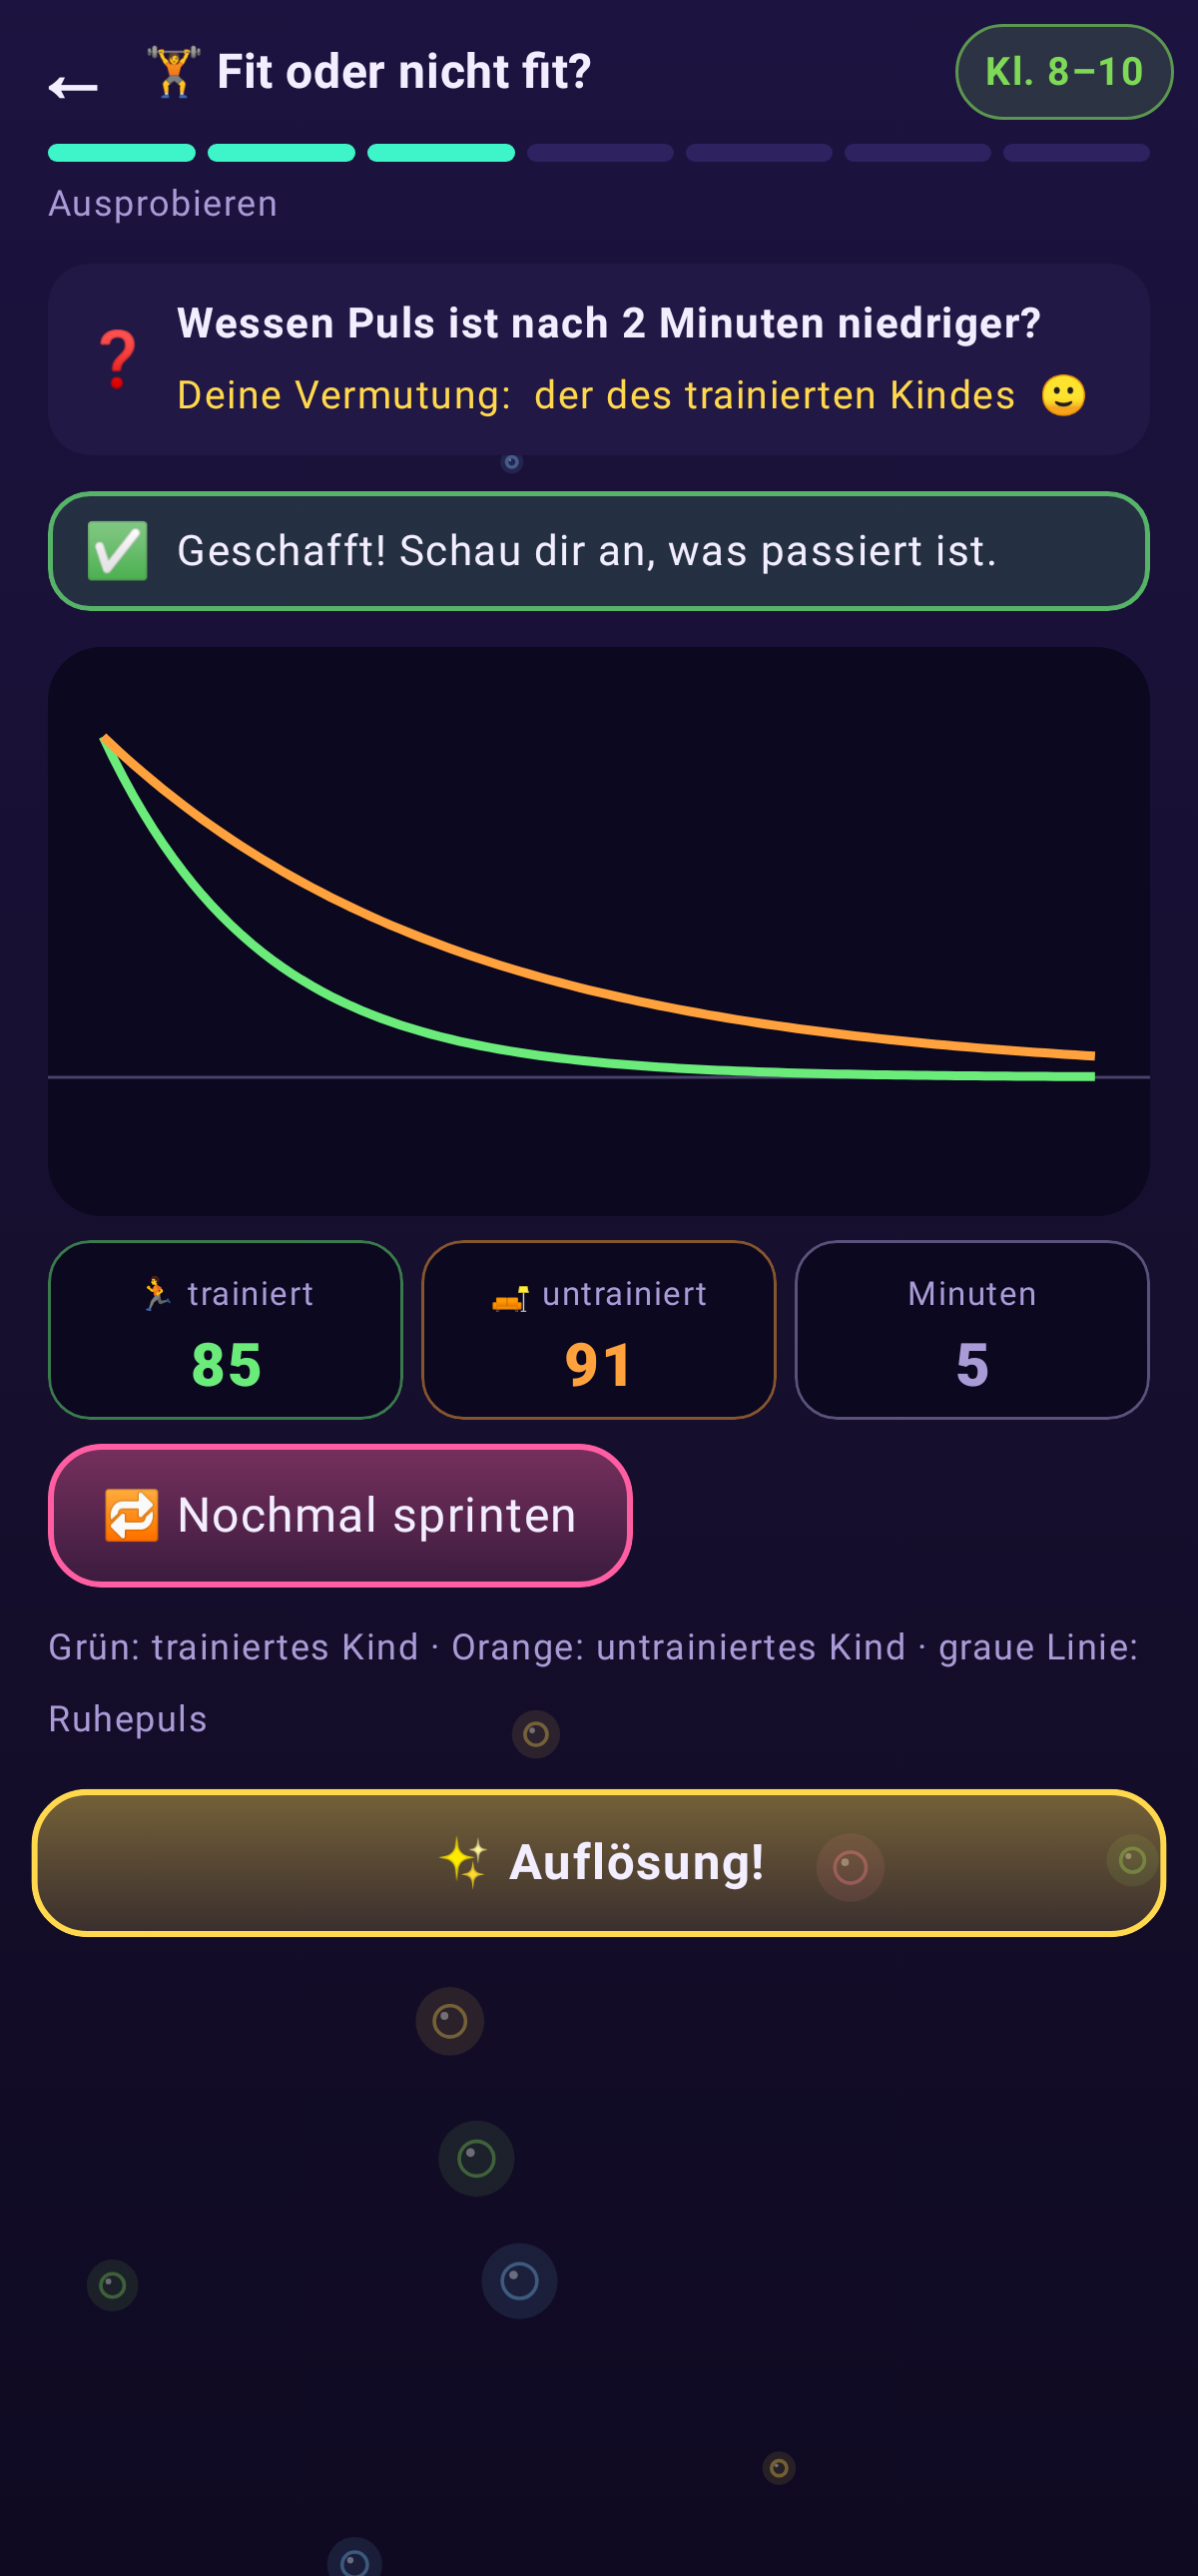 ← 🏋 Fit oder nicht fit?
Kl. 8–10
Ausprobieren
❓ Wessen Puls ist nach 2 Minuten niedriger?
Deine Vermutung: der des trainierten Kindes 🙂
✅ Geschafft! Schau dir an, was passiert ist.
🏃 trainiert
85
🛋 untrainiert
91
Minuten
5
🔁 Nochmal sprinten
Grün: trainiertes Kind · Orange: untrainiertes Kind · graue Linie:
Ruhepuls
✨ Auflösung!